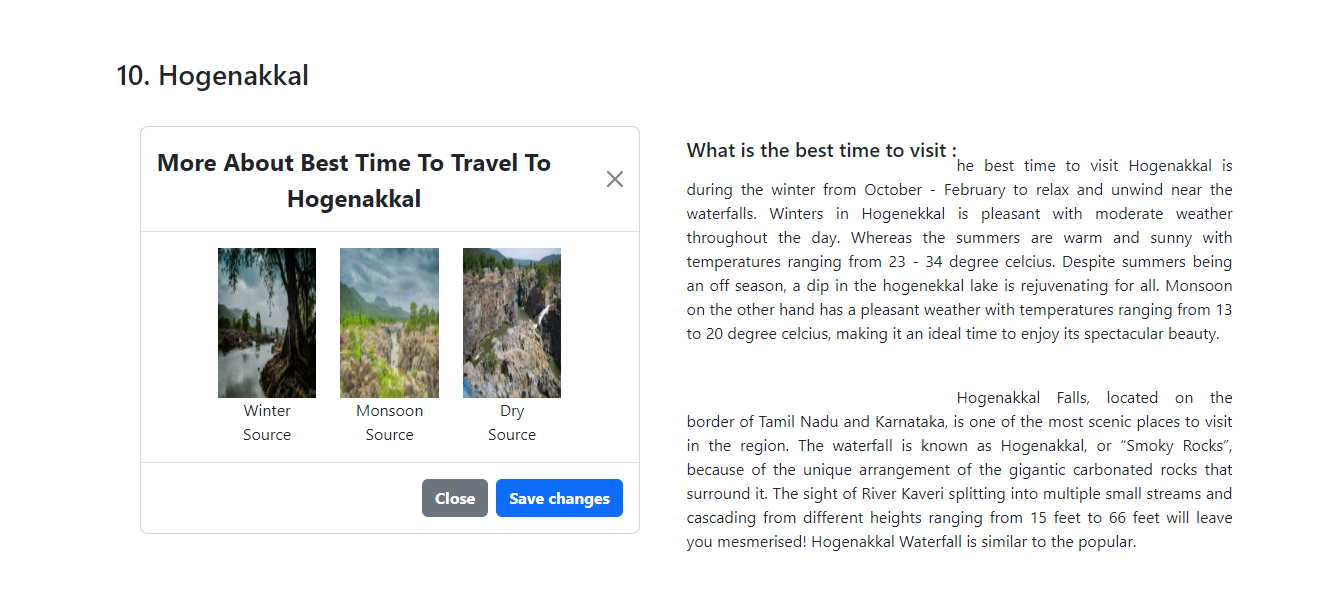 10. Hogenakkal
More About Best Time To Travel To
Hogenakkal
Winter
Source
Monsoon
Source
Dry
Source
Close
Save changes
What is the best time to visit :
he best time to visit Hogenakkal is
during the winter from October - February to relax and unwind near the
waterfalls. Winters in Hogenekkal is pleasant with moderate weather
throughout the day. Whereas the summers are warm and sunny with
temperatures ranging from 23 - 34 degree celcius. Despite summers being
an off season, a dip in the hogenekkal lake is rejuvenating for all. Monsoon
on the other hand has a pleasant weather with temperatures ranging from 13
to 20 degree celcius, making it an ideal time to enjoy its spectacular beauty.
Hogenakkal Falls, located on the
border of Tamil Nadu and Karnataka, is one of the most scenic places to visit
in the region. The waterfall is known as Hogenakkal, or “Smoky Rocks”,
because of the unique arrangement of the gigantic carbonated rocks that
surround it. The sight of River Kaveri splitting into multiple small streams and
cascading from different heights ranging from 15 feet to 66 feet will leave
you mesmerised! Hogenakkal Waterfall is similar to the popular.